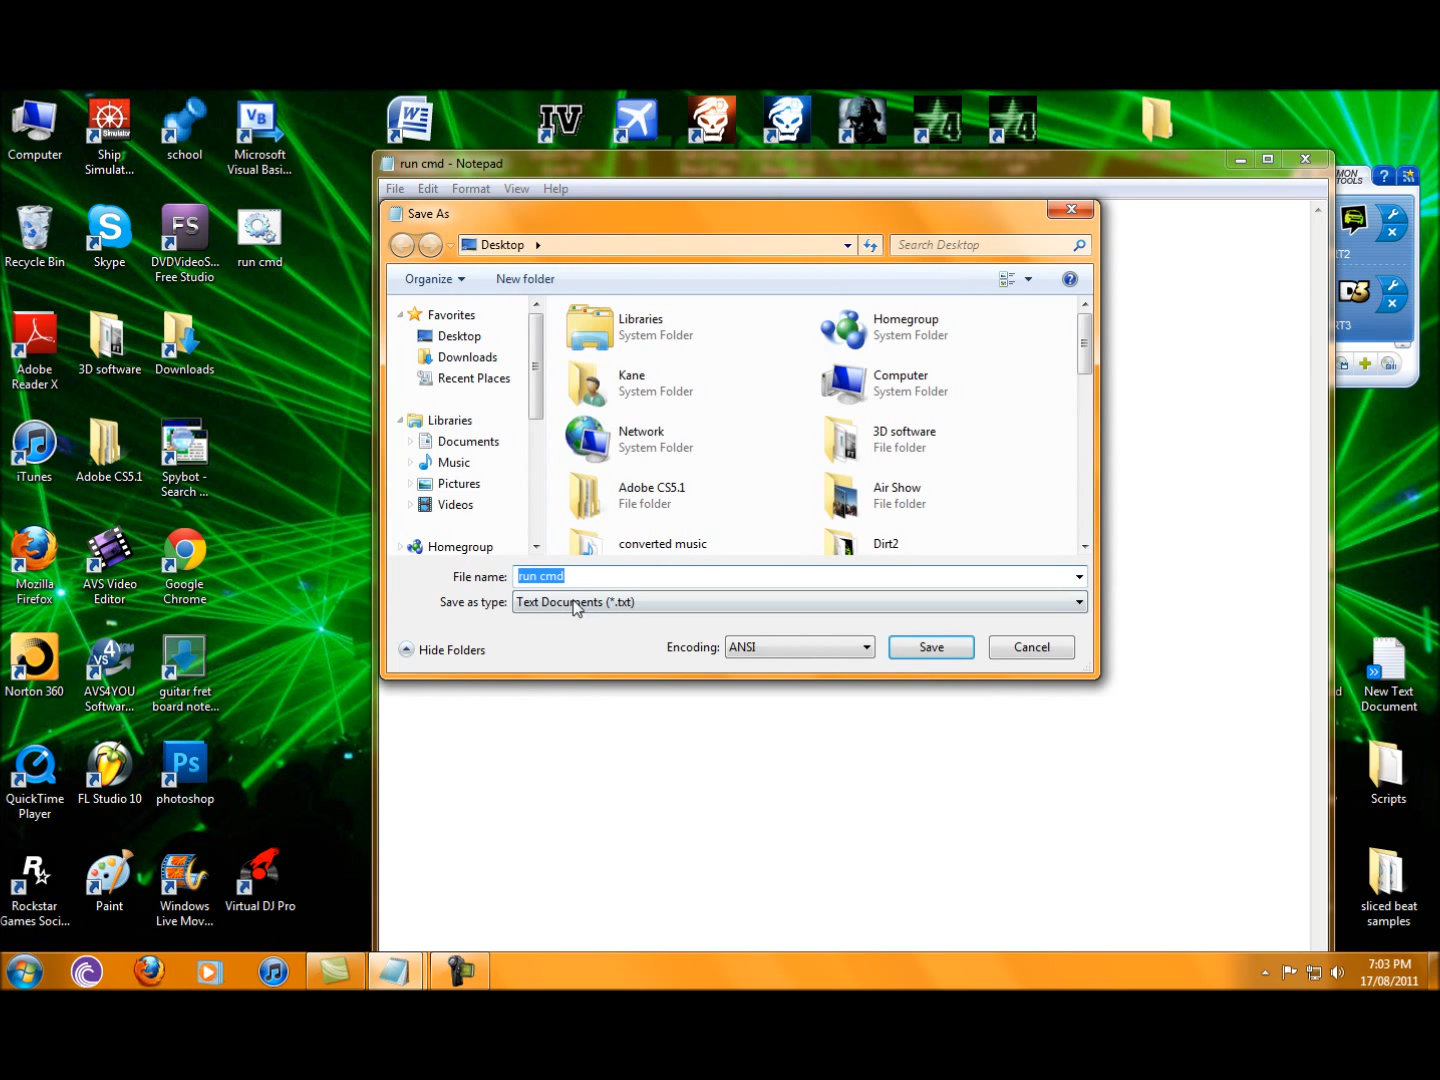 Computer
Ship
Simulat...
school
Microsoft
Visual Basi...
Recycle Bin
Skype
DVDVideoS...
Free Studio
run cmd
Adobe
Reader X
3D software
Downloads
iTunes
Adobe CS5.1
Spybot -
Search ...
Mozilla
Firefox
AVS Video
Editor
Google
Chrome
Norton 360
AVS4YOU
Softwar...
guitar fret
board note...
QuickTime
Player
FL Studio 10
photoshop
Rockstar
Games Soci...
Paint
Windows
Live Mov...
Virtual DJ Pro
run cmd - Notepad
File Edit Format View Help
Save As
Desktop
Search Desktop
Organize New folder
Favorites
Desktop
Downloads
Recent Places
Libraries
Documents
Music
Pictures
Videos
Homegroup
Libraries
System Folder
Homegroup
System Folder
Kane
System Folder
Computer
System Folder
Network
System Folder
3D software
File folder
Adobe CS5.1
File folder
Air Show
File folder
converted music
Dirt2
File name: run cmd
Save as type: Text Documents (*.txt)
Hide Folders
Encoding: ANSI
Save
Cancel
MON
TOOLS
RT2
RT3
New Text
Document
Scripts
sliced beat
samples
7:03 PM
17/08/2011